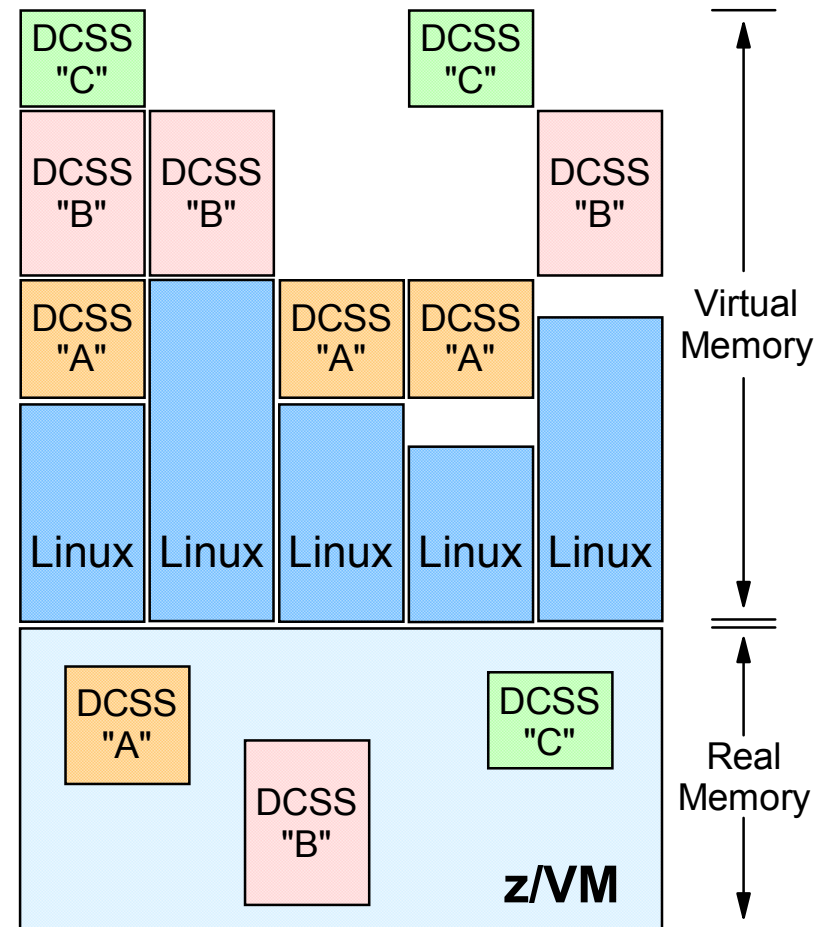 DCSS
"C"
DCSS
"C"
DCSS
"B"
DCSS
"B"
DCSS
"B"
DCSS
"A"
DCSS
"A"
DCSS
"A"
Virtual
Memory
Linux
Linux
Linux
Linux
Linux
DCSS
"A"
DCSS
"C"
DCSS
"B"
Real
Memory
z/VM